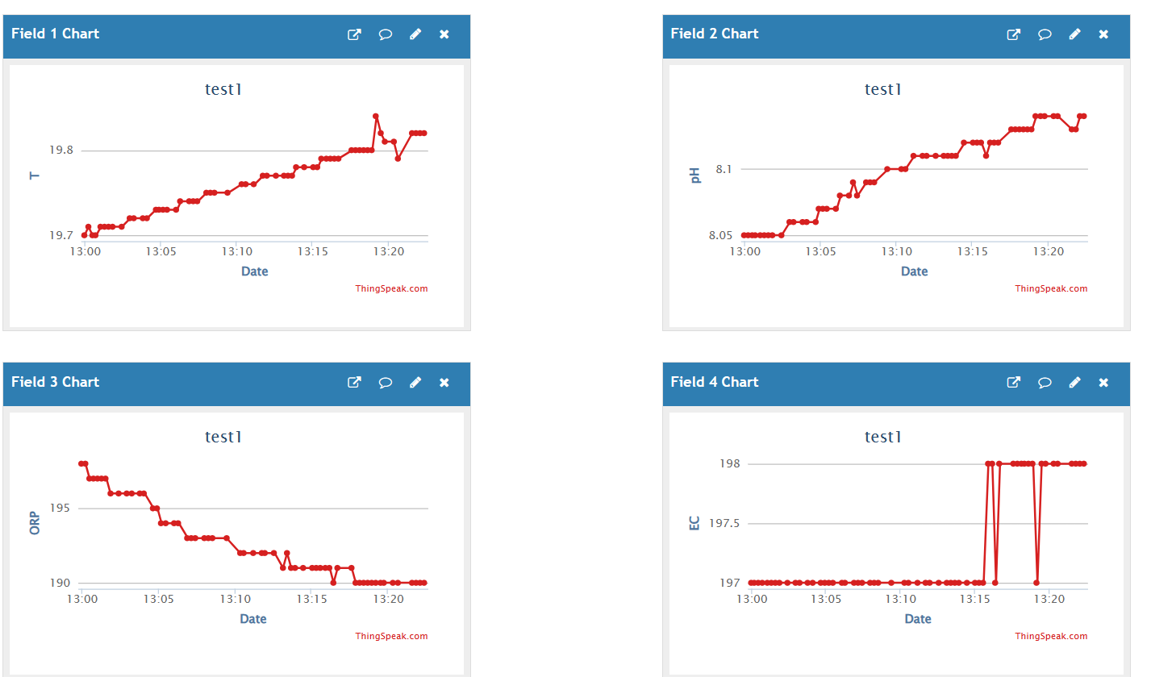 Field 1 Chart
test1
T
19.8
19.7
13:00 13:05 13:10 13:15 13:20
Date
ThingSpeak.com
Field 2 Chart
test1
pH
8.1
8.05
13:00 13:05 13:10 13:15 13:20
Date
ThingSpeak.com
Field 3 Chart
test1
ORP
195
190
13:00 13:05 13:10 13:15 13:20
Date
ThingSpeak.com
Field 4 Chart
test1
EC
198
197.5
197
13:00 13:05 13:10 13:15 13:20
Date
ThingSpeak.com